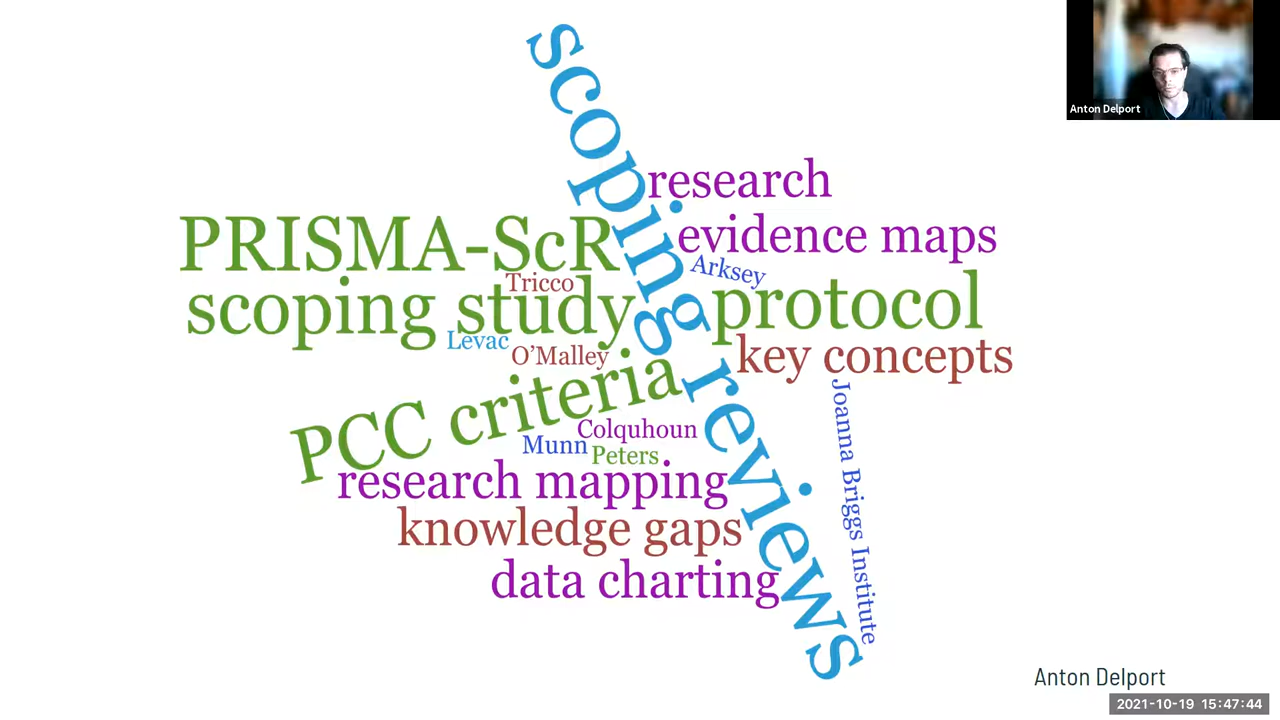 scoping reviews
Anton Delport
research
PRISMA-ScR
evidence maps
Arksey
Tricco
scoping study
protocol
Levac
O’Malley
key concepts
PCC criteria
Joanna Briggs Institute
Colquhoun
Munn
Peters
research mapping
knowledge gaps
data charting
Anton Delport
2021-10-19 15:47:44